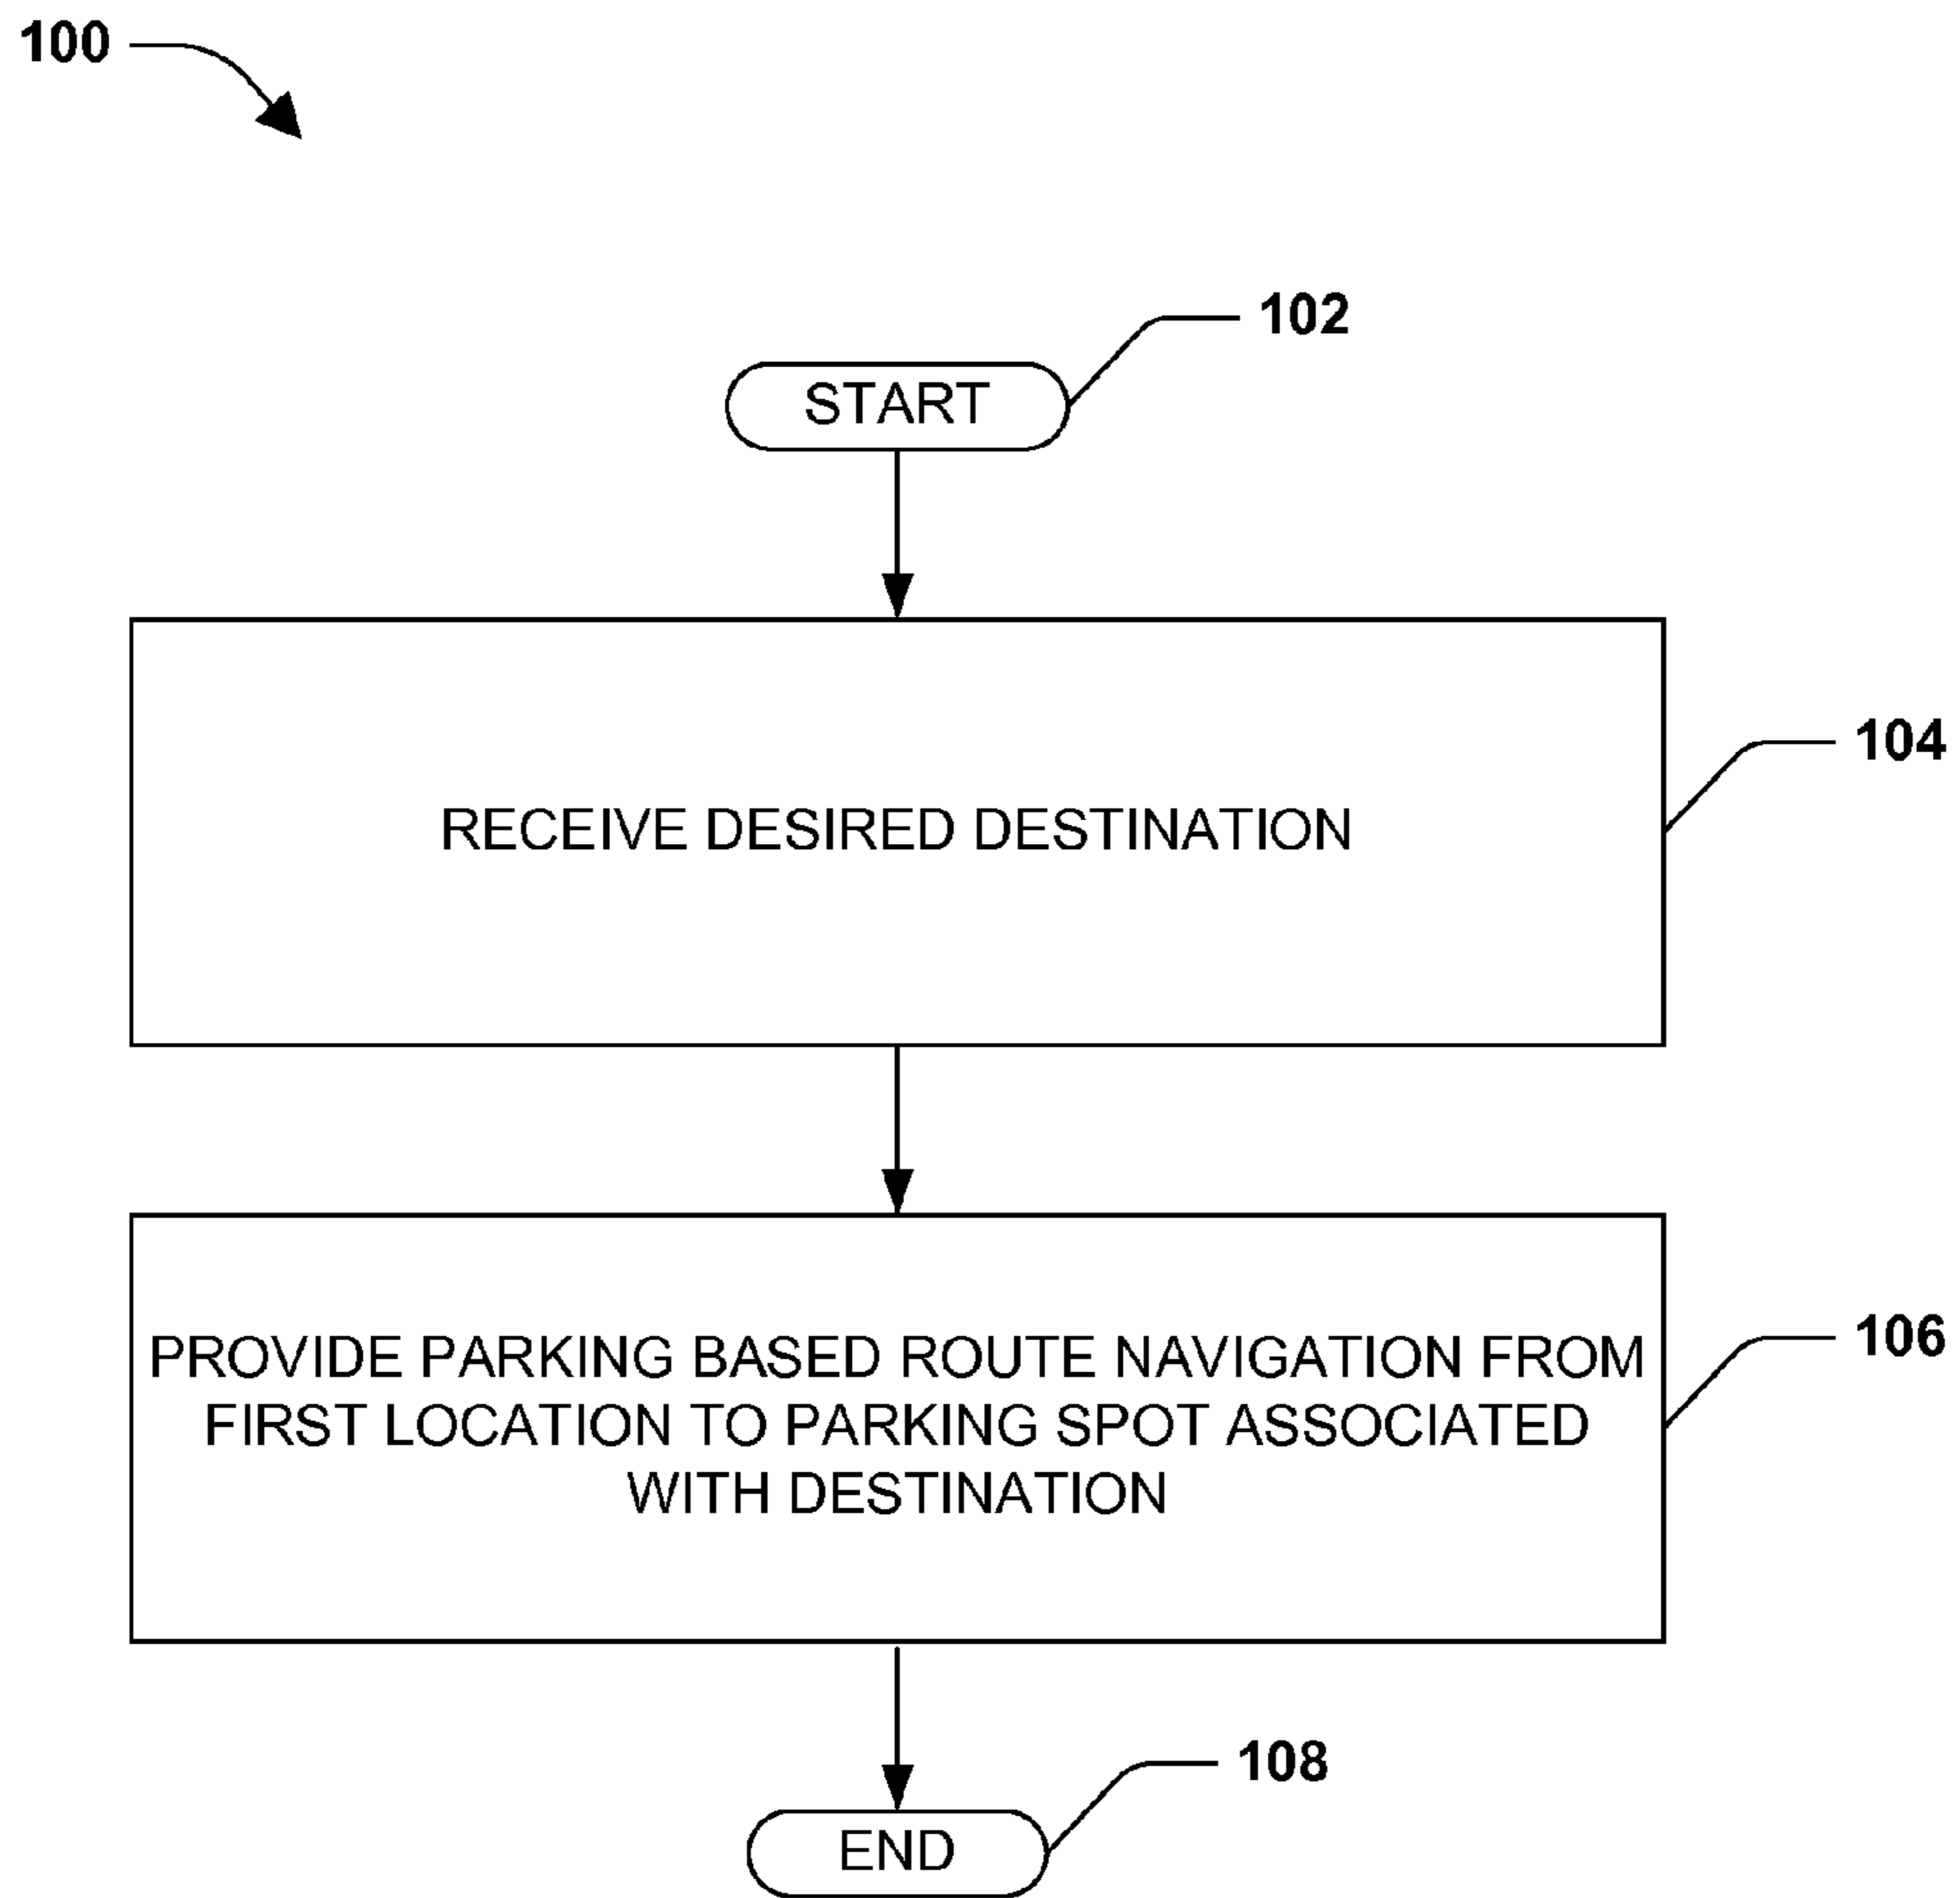 100
102
START
104
RECEIVE DESIRED DESTINATION
106
PROVIDE PARKING BASED ROUTE NAVIGATION FROM
FIRST LOCATION TO PARKING SPOT ASSOCIATED
WITH DESTINATION
108
END